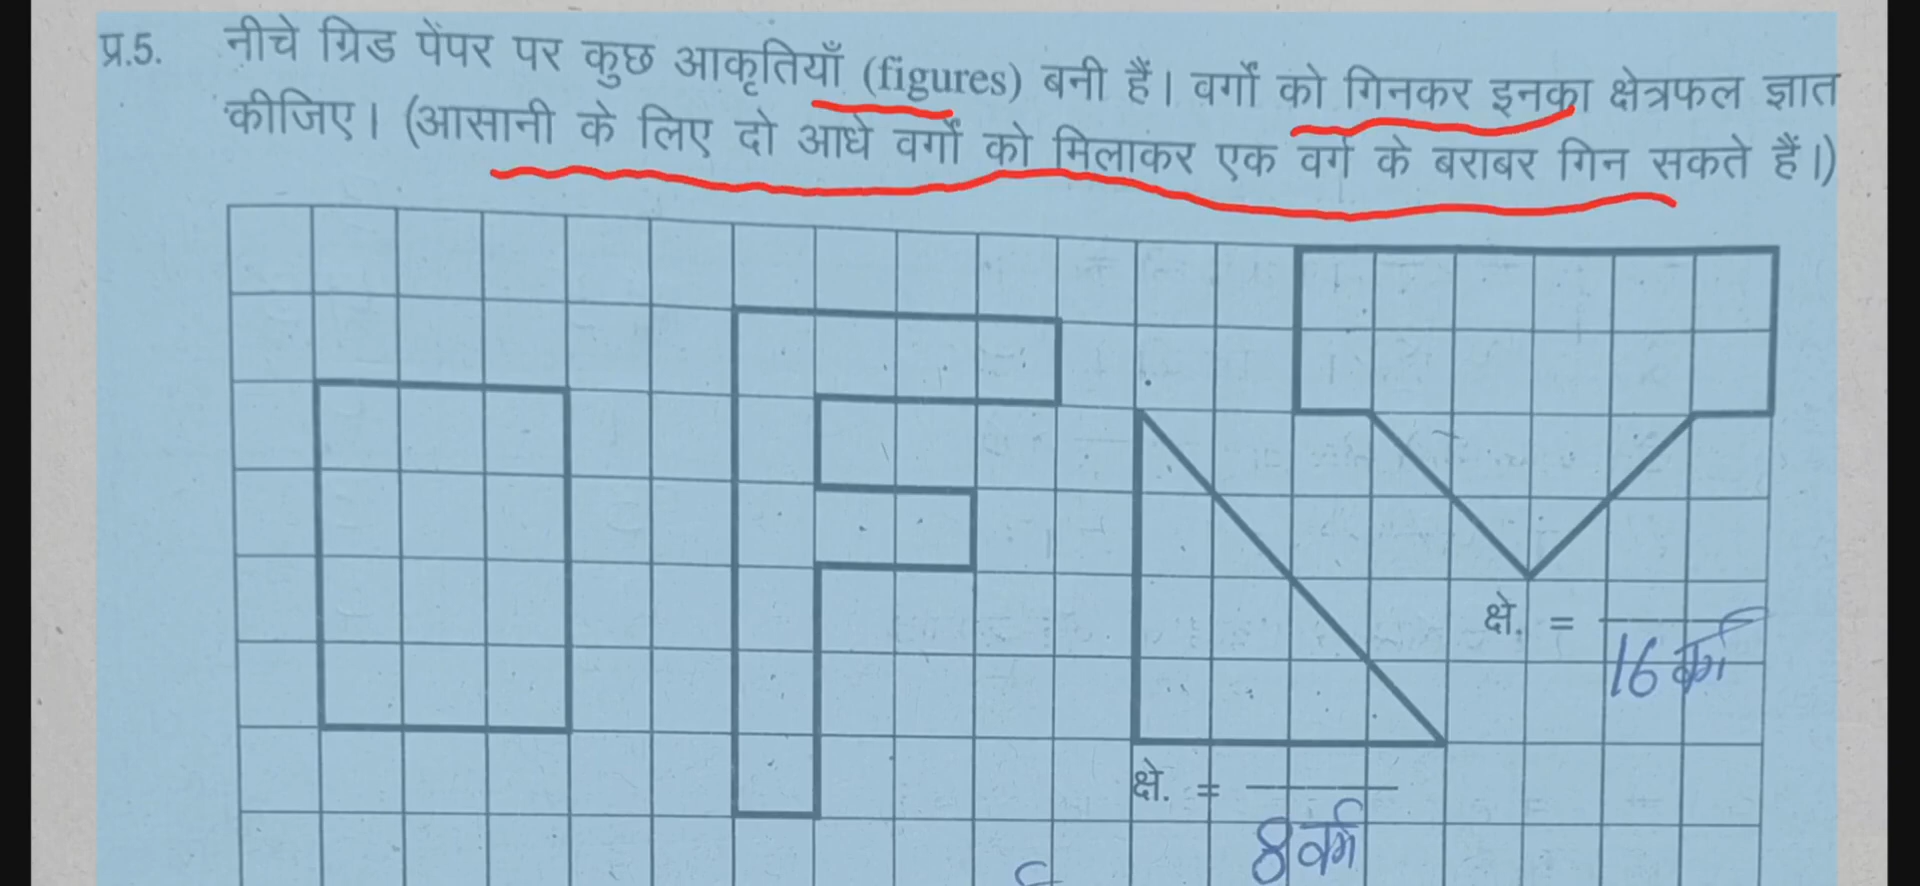 प्र.5. नीचे ग्रिड पेंपर पर कुछ आकृतियाँ (figures) बनी हैं। वर्गों को गिनकर इनका क्षेत्रफल ज्ञात
कीजिए। (आसानी के लिए दो आधे वर्गों को मिलाकर एक वर्ग के बराबर गिन सकते हैं।)
क्षे. =
16 वर्ग
क्षे. =
8 वर्ग